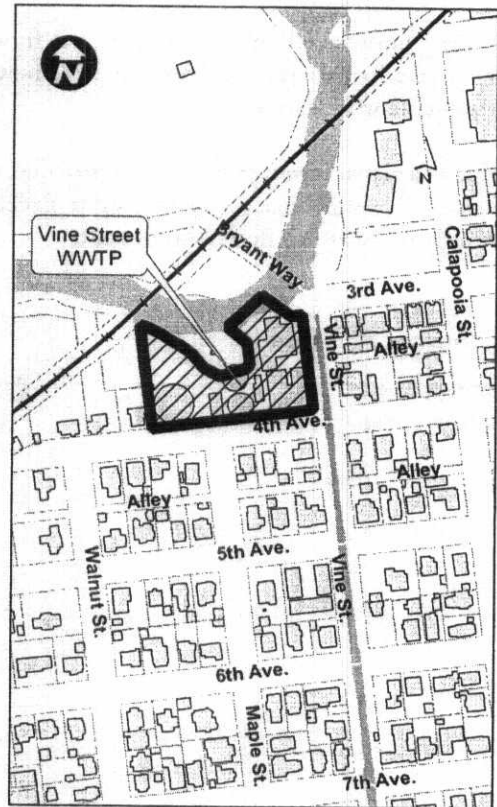 N
N
Vine Street
WWTP
Bryant Way
Calapooia St.
3rd Ave.
Vine St.
Alley
4th Ave.
Alley
Alley
5th Ave.
Walnut St.
Vine St.
6th Ave.
Maple St.
7th Ave.